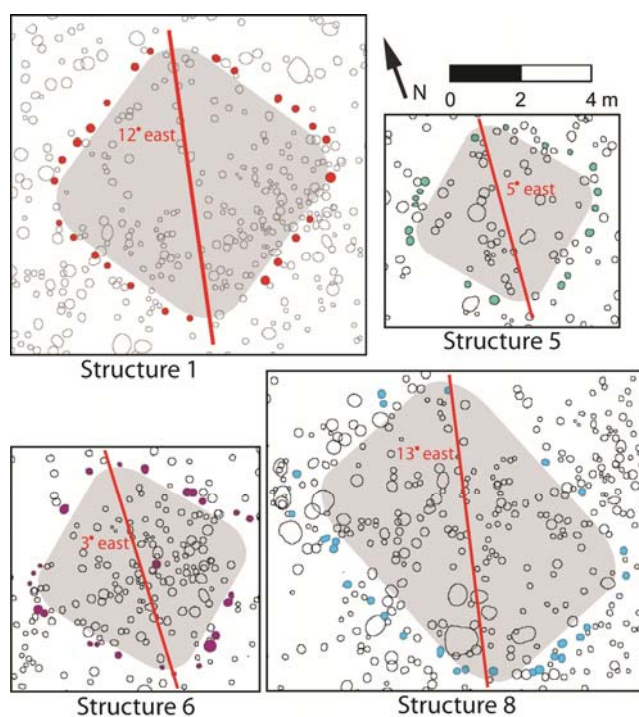 12° east
Structure 1
N
0 2 4 m
5° east
Structure 5
3° east
Structure 6
13° east
Structure 8